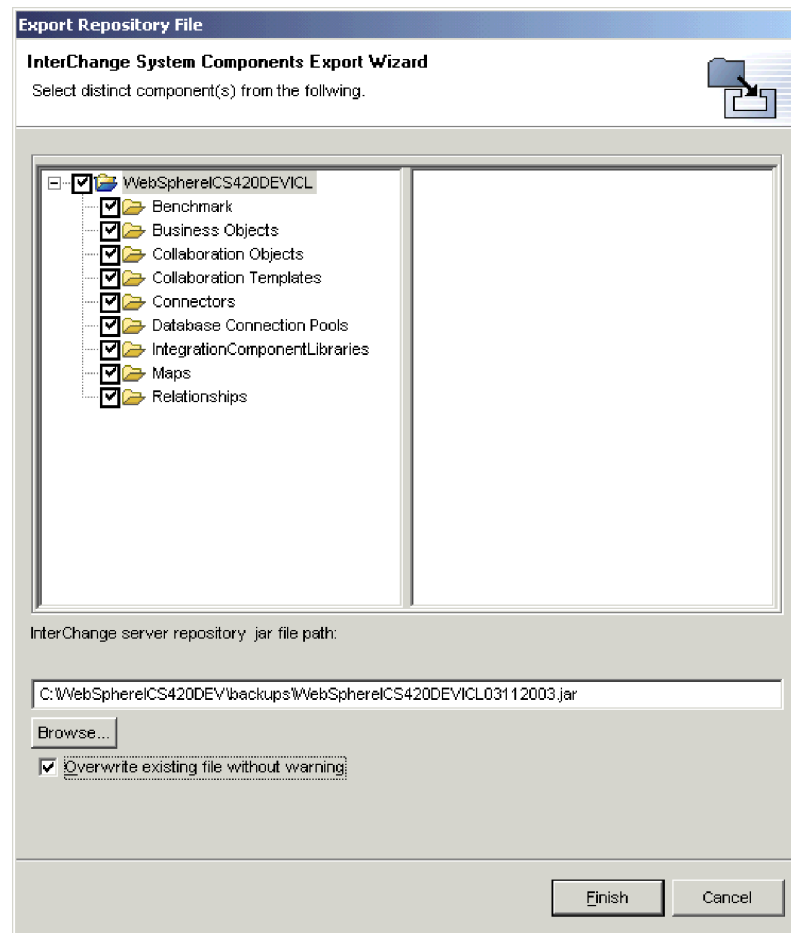 Export Repository File
InterChange System Components Export Wizard
Select distinct component(s) from the follwing.
WebSphereICS420DEVICL
Benchmark
Business Objects
Collaboration Objects
Collaboration Templates
Connectors
Database Connection Pools
IntegrationComponentLibraries
Maps
Relationships
InterChange server repository jar file path:
C:\WebSphereICS420DEV\backups\WebSphereICS420DEVICL03112003.jar
Browse...
Overwrite existing file without warning
Finish
Cancel